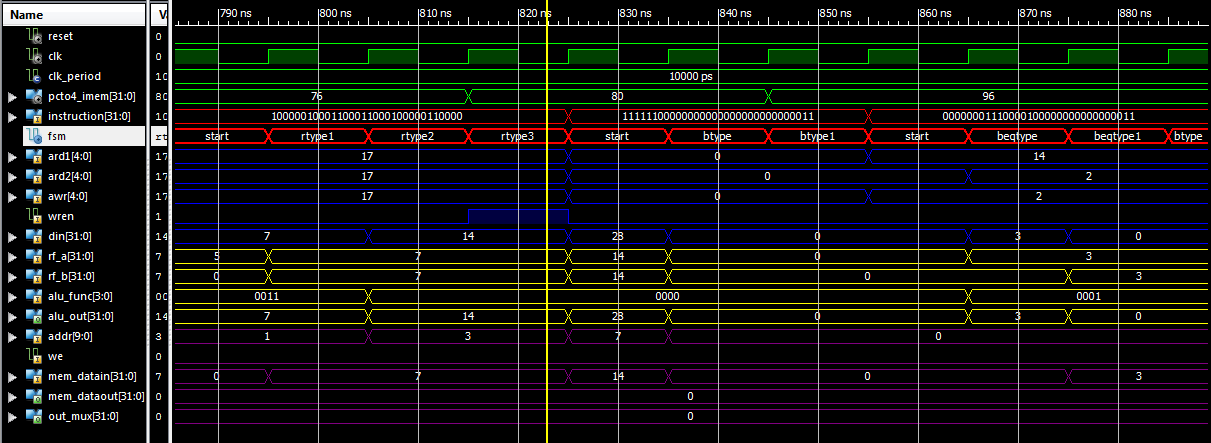 Name Va 790 ns 800 ns 810 ns 820 ns 830 ns 840 ns 850 ns 860 ns 870 ns 880 ns
reset 0
clk 0
clk_period 10 10000 ps
pcto4_imem[31:0] 80 76 80 96
instruction[31:0] 10 10000010001100011000100000110000 11111100000000000000000000000011 00000001110000100000000000000011
fsm rt start rtype1 rtype2 rtype3 start btype btype1 start beqtype beqtype1 btype
ard1[4:0] 17 17 0 14
ard2[4:0] 17 17 0 2
awr[4:0] 17 17 0 2
wren 1
din[31:0] 14 7 14 28 0 3 0
rf_a[31:0] 7 5 7 14 0 3
rf_b[31:0] 7 0 7 14 0 3
alu_func[3:0] 00 0011 0000 0001
alu_out[31:0] 14 7 14 28 0 3 0
addr[9:0] 3 1 3 7 0
we 0
mem_datain[31:0] 7 0 7 14 0 3
mem_dataout[31:0] 0 0
out_mux[31:0] 0 0